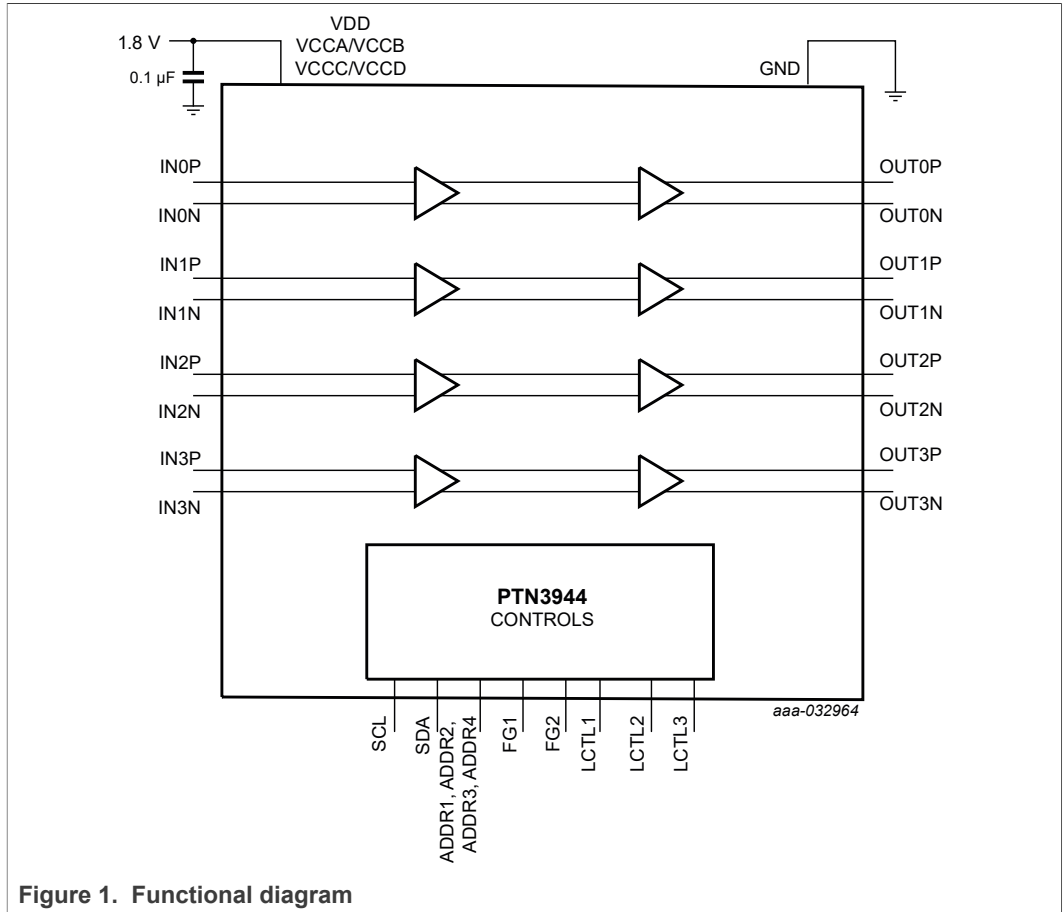 VDD
1.8 V
VCCA/VCCB
0.1 µF
VCCC/VCCD
GND
IN0P
OUT0P
IN0N
OUT0N
IN1P
OUT1P
IN1N
OUT1N
IN2P
OUT2P
IN2N
OUT2N
IN3P
OUT3P
IN3N
OUT3N
PTN3944
CONTROLS
aaa-032964
SCL
SDA
ADDR1, ADDR2,
ADDR3, ADDR4
FG1
FG2
LCTL1
LCTL2
LCTL3
Figure 1. Functional diagram